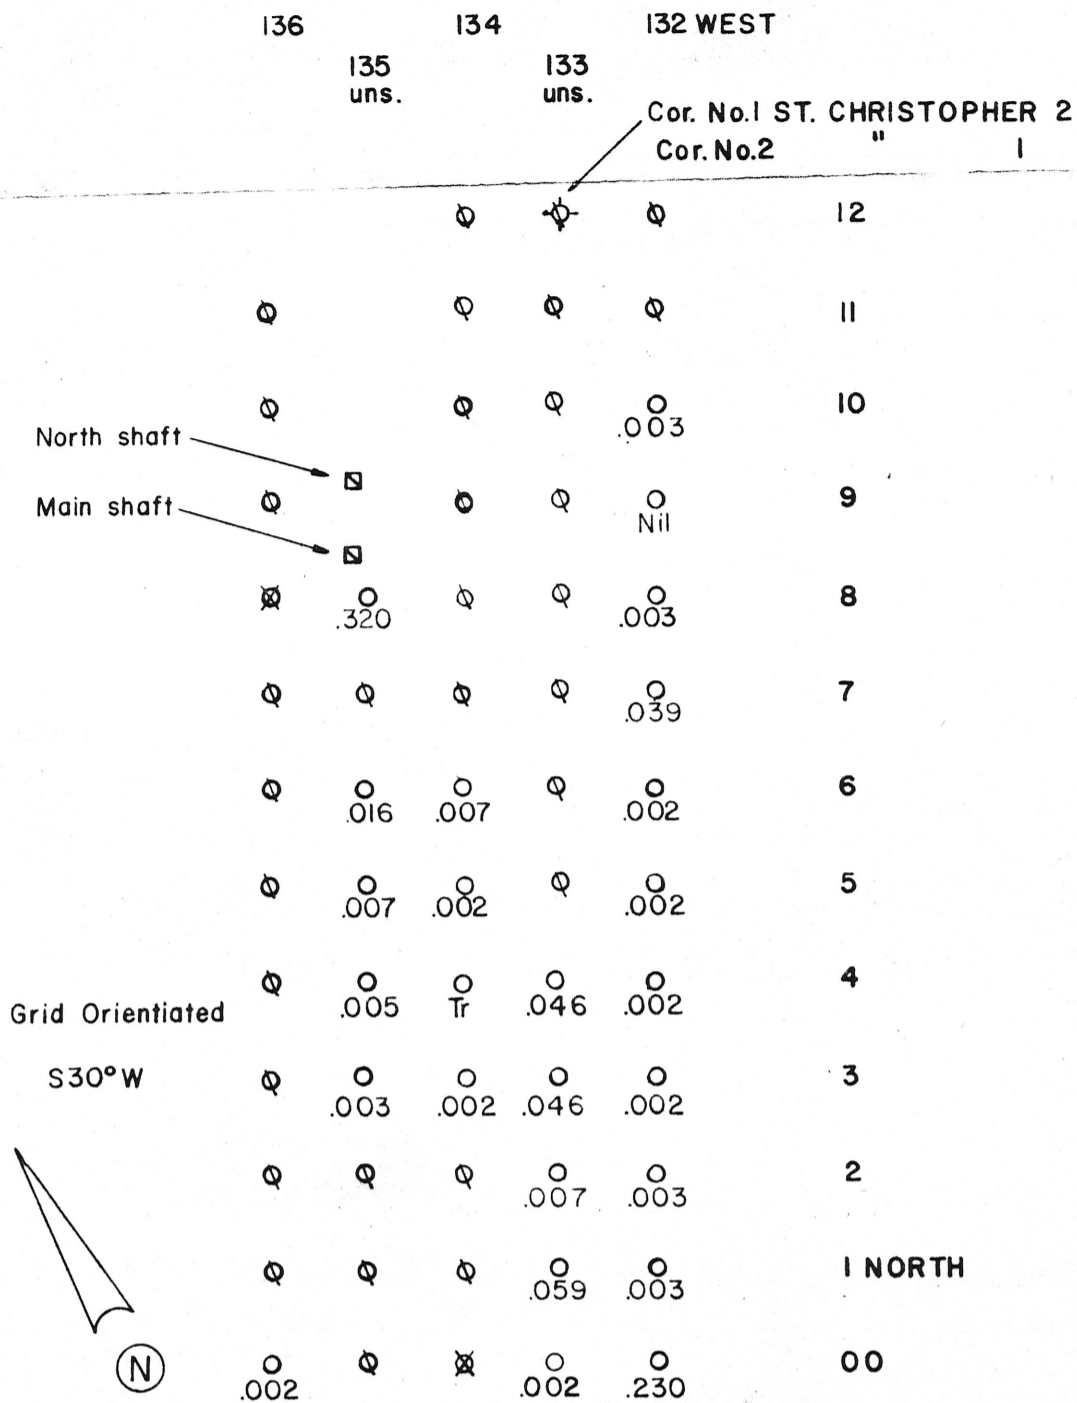 136 134 132 WEST
135 133
uns. uns.
Cor. No.1 ST. CHRISTOPHER 2
Cor. No.2 " 1
12
11
10
.003
North shaft
9
Main shaft
Nil
8
.320 .003
7
.039
6
.016 .007 .002
5
.007 .002 .002
4
.005 Tr .046 .002
Grid Orientiated
S30°W
3
.003 .002 .046 .002
2
.007 .003
1 NORTH
.059 .003
00
N
.002 .002 .230